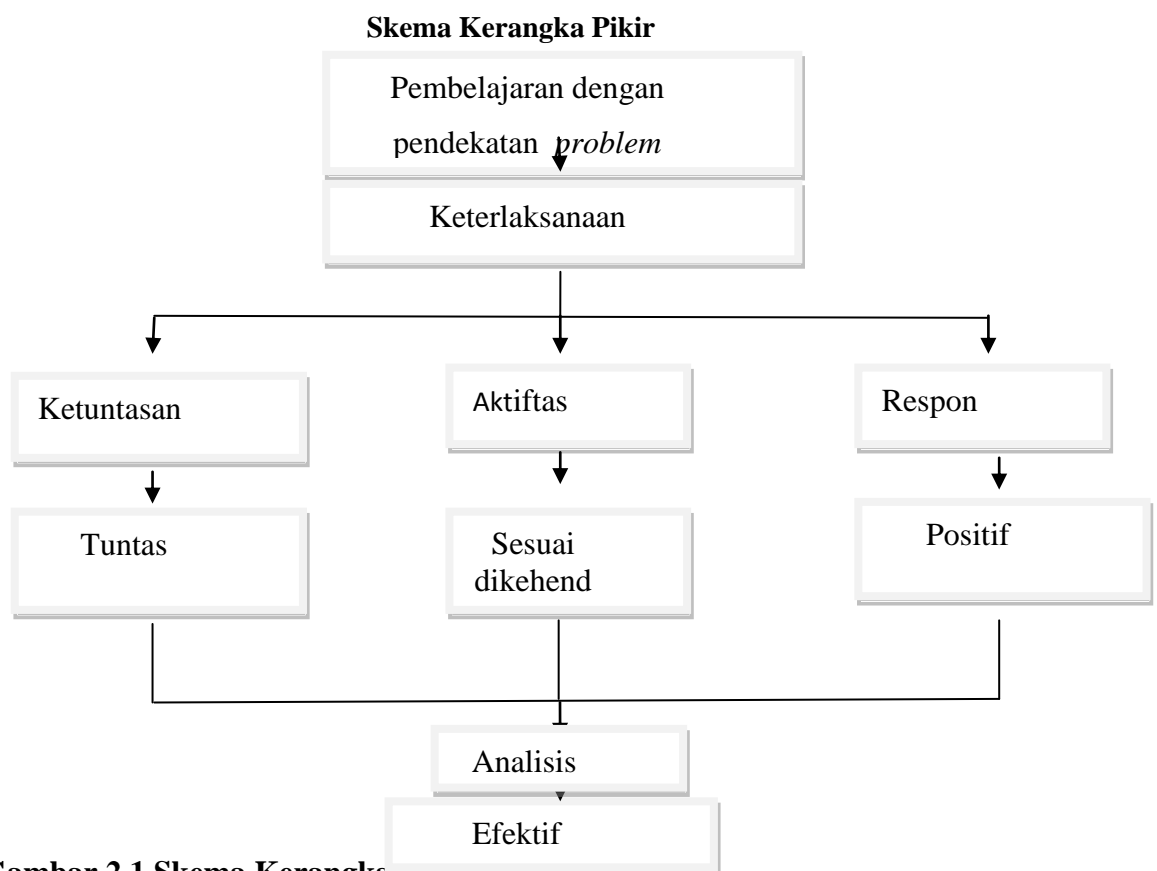 Skema Kerangka Pikir
Pembelajaran dengan
pendekatan problem
Keterlaksanaan
Ketuntasan
Aktiftas
Respon
Tuntas
Sesuai
dikehend
Positif
Analisis
Efektif
Gambar 2.1 Skema Kerangka